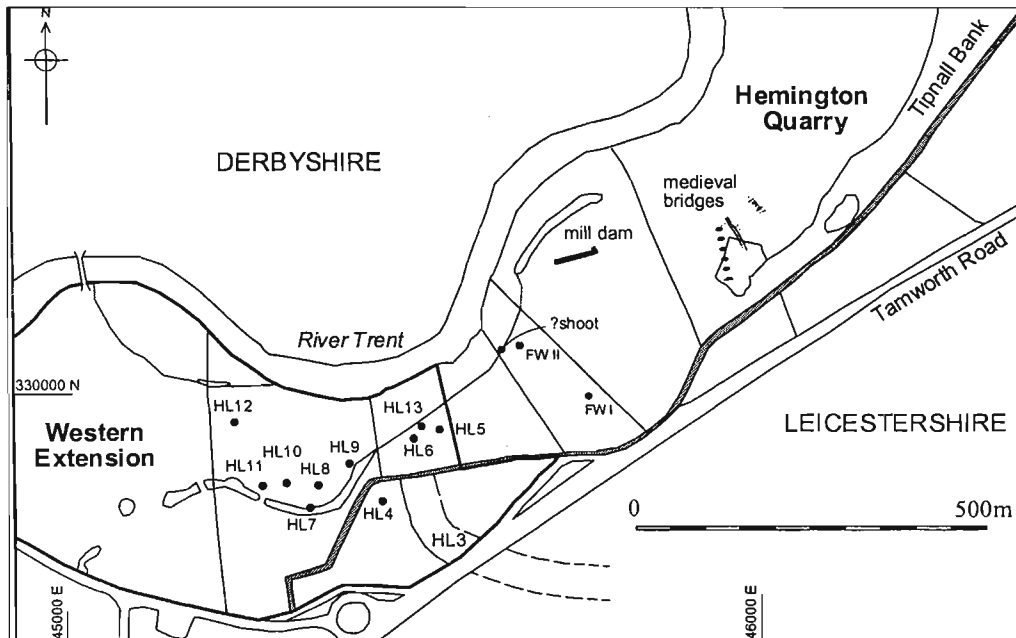 N
Tipnall Bank
Hemington
Quarry
DERBYSHIRE
medieval
bridges
mill dam
Tamworth Road
?shoot
River Trent
FW II
330000 N
FW I
HL12
HL13
HL5
LEICESTERSHIRE
Western
Extension
HL10
HL9
HL6
HL11
HL8
HL7
HL4
0
500m
HL3
45000 E
46000 E